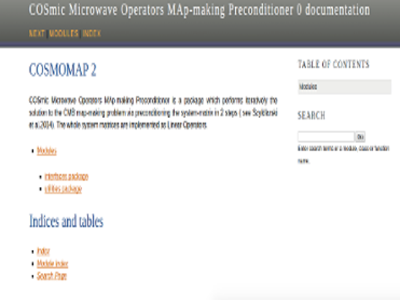 COSmic Microwave Operators MAp-making Preconditioner 0 documentation
NEXT | MODULES | INDEX
COSMOMAP 2
COSmic Microwave Operators MAp-making Preconditioner is a package which performs iteratively the
solution to the CMB map-making problem via preconditioning the system-matrix in 2 steps ( see
et al.2014). The whole system matrices are implemented as Linear Operators
Modules
interfaces package
utilities package
Indices and tables
Index
Module Index
Search Page
TABLE OF CONTENTS
Modules
SEARCH
Go
Enter search terms or a module, class or function
name.